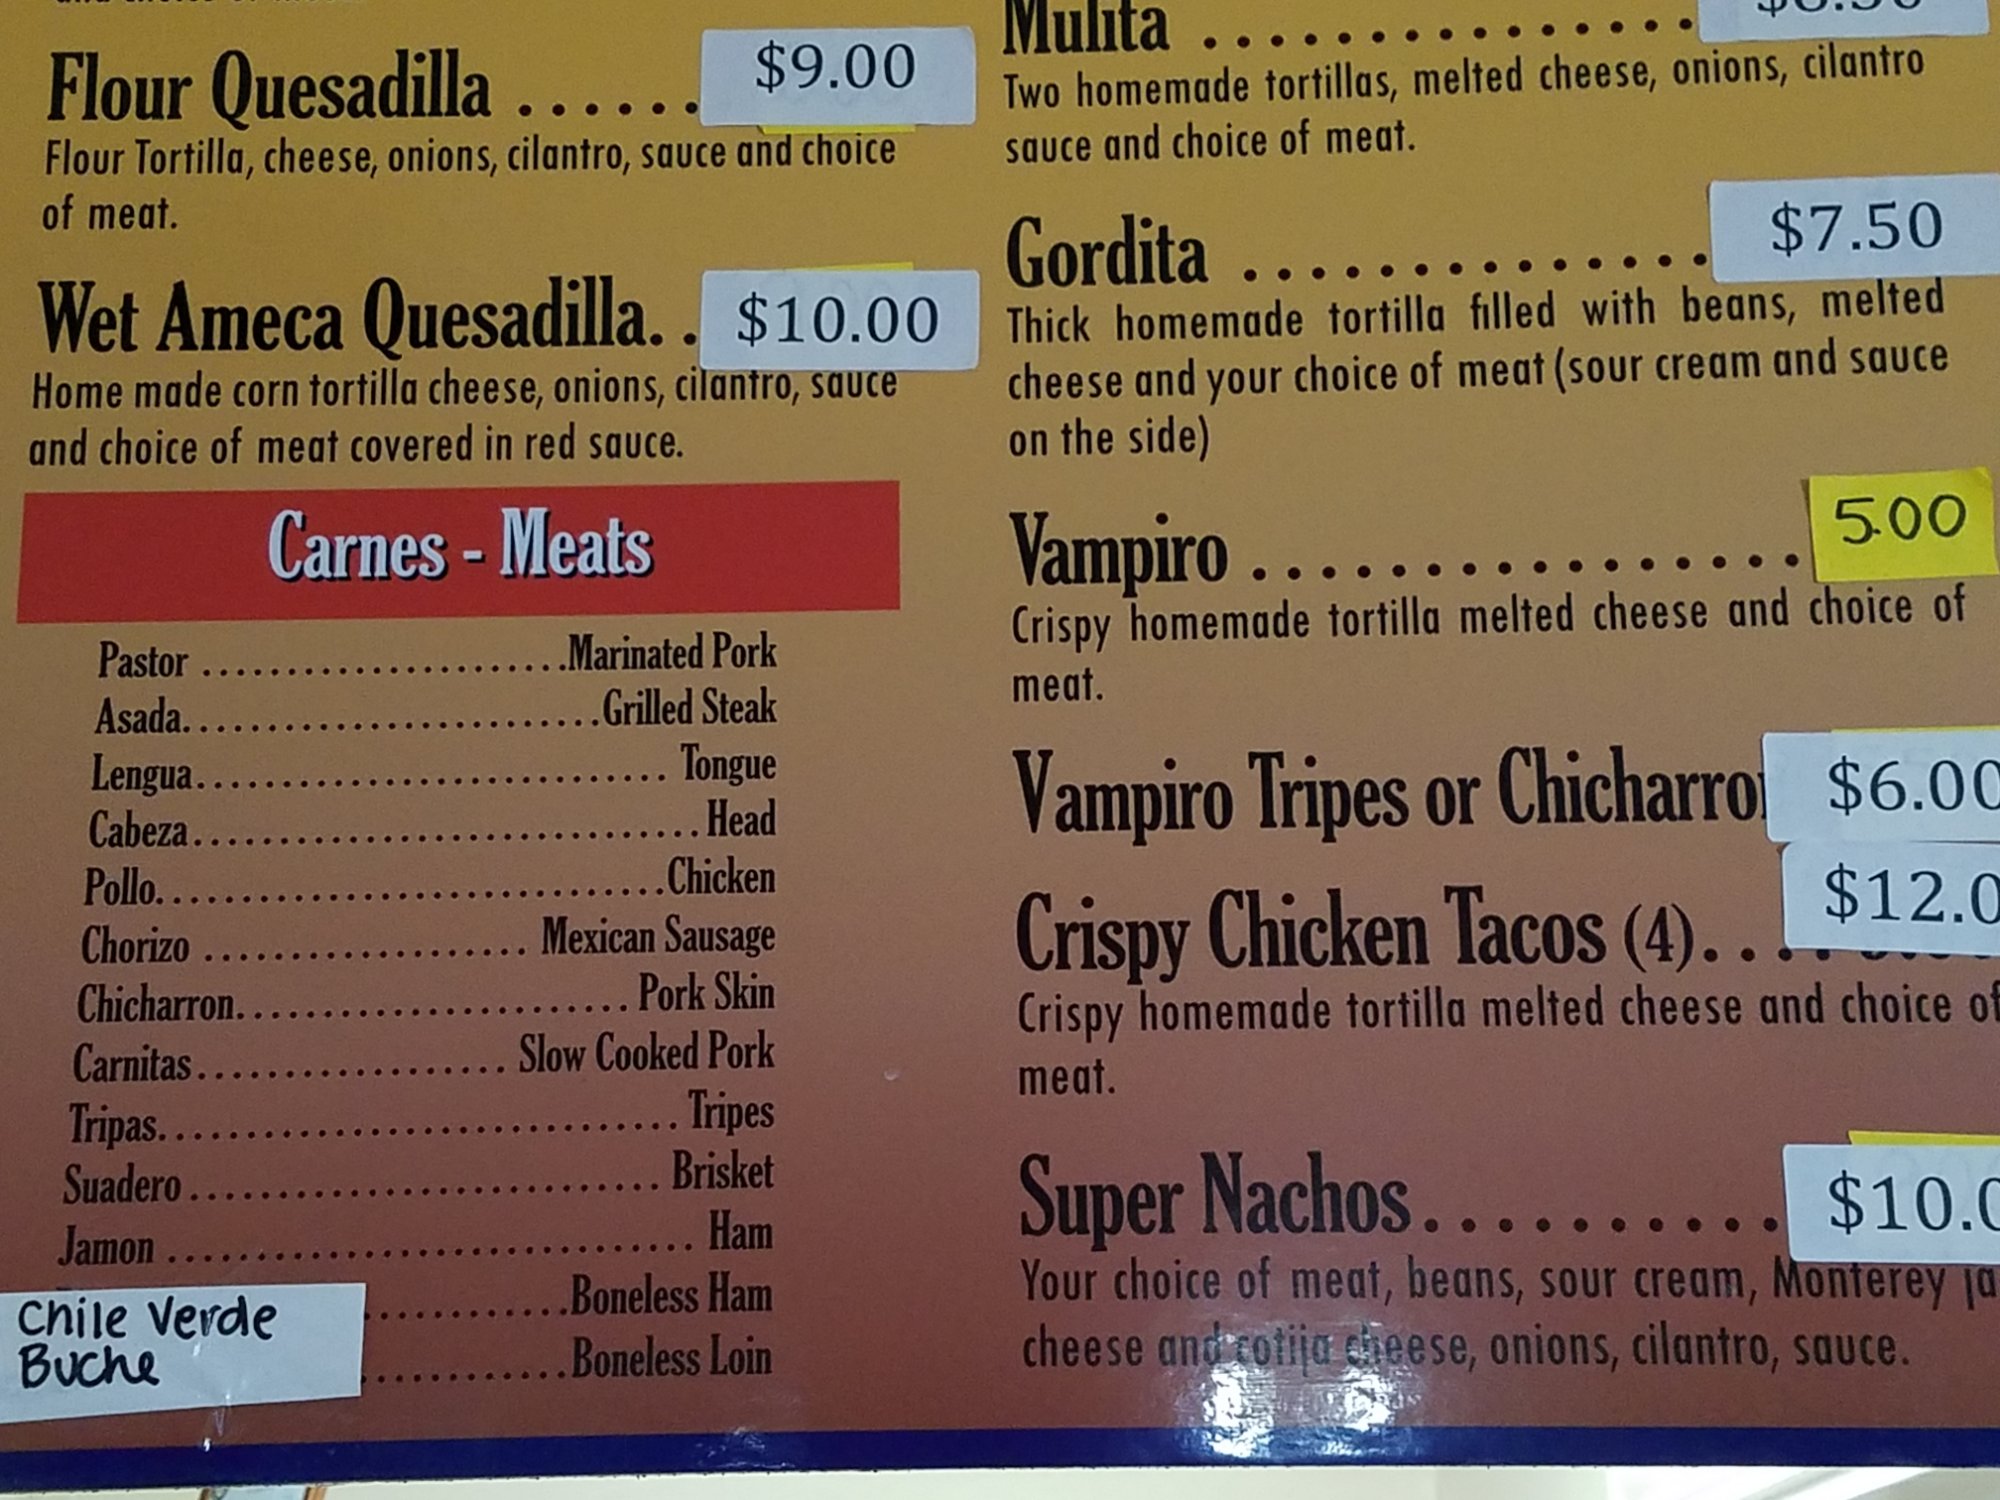 Flour Quesadilla ...... $9.00
Flour Tortilla, cheese, onions, cilantro, sauce and choice
of meat.
Wet Ameca Quesadilla. . $10.00
Home made corn tortilla cheese, onions, cilantro, sauce
and choice of meat covered in red sauce.
Carnes - Meats
Pastor ......................Marinated Pork
Asada.........................Grilled Steak
Lengua............................ Tongue
Cabeza..............................Head
Pollo..............................Chicken
Chorizo ................... Mexican Sausage
Chicharron....................... Pork Skin
Carnitas.................. Slow Cooked Pork
Tripas............................... Tripes
Suadero............................ Brisket
Jamon ............................... Ham
Chile Verde ............Boneless Ham
Buche ............Boneless Loin
Mulita ...............
Two homemade tortillas, melted cheese, onions, cilantro
sauce and choice of meat.
Gordita .............. $7.50
Thick homemade tortilla filled with beans, melted
cheese and your choice of meat (sour cream and sauce
on the side)
Vampiro ................ 5.00
Crispy homemade tortilla melted cheese and choice of
meat.
Vampiro Tripes or Chicharro $6.00
Crispy Chicken Tacos (4).... $12.0
Crispy homemade tortilla melted cheese and choice of
meat.
Super Nachos........... $10.0
Your choice of meat, beans, sour cream, Monterey ja
cheese and cotija cheese, onions, cilantro, sauce.